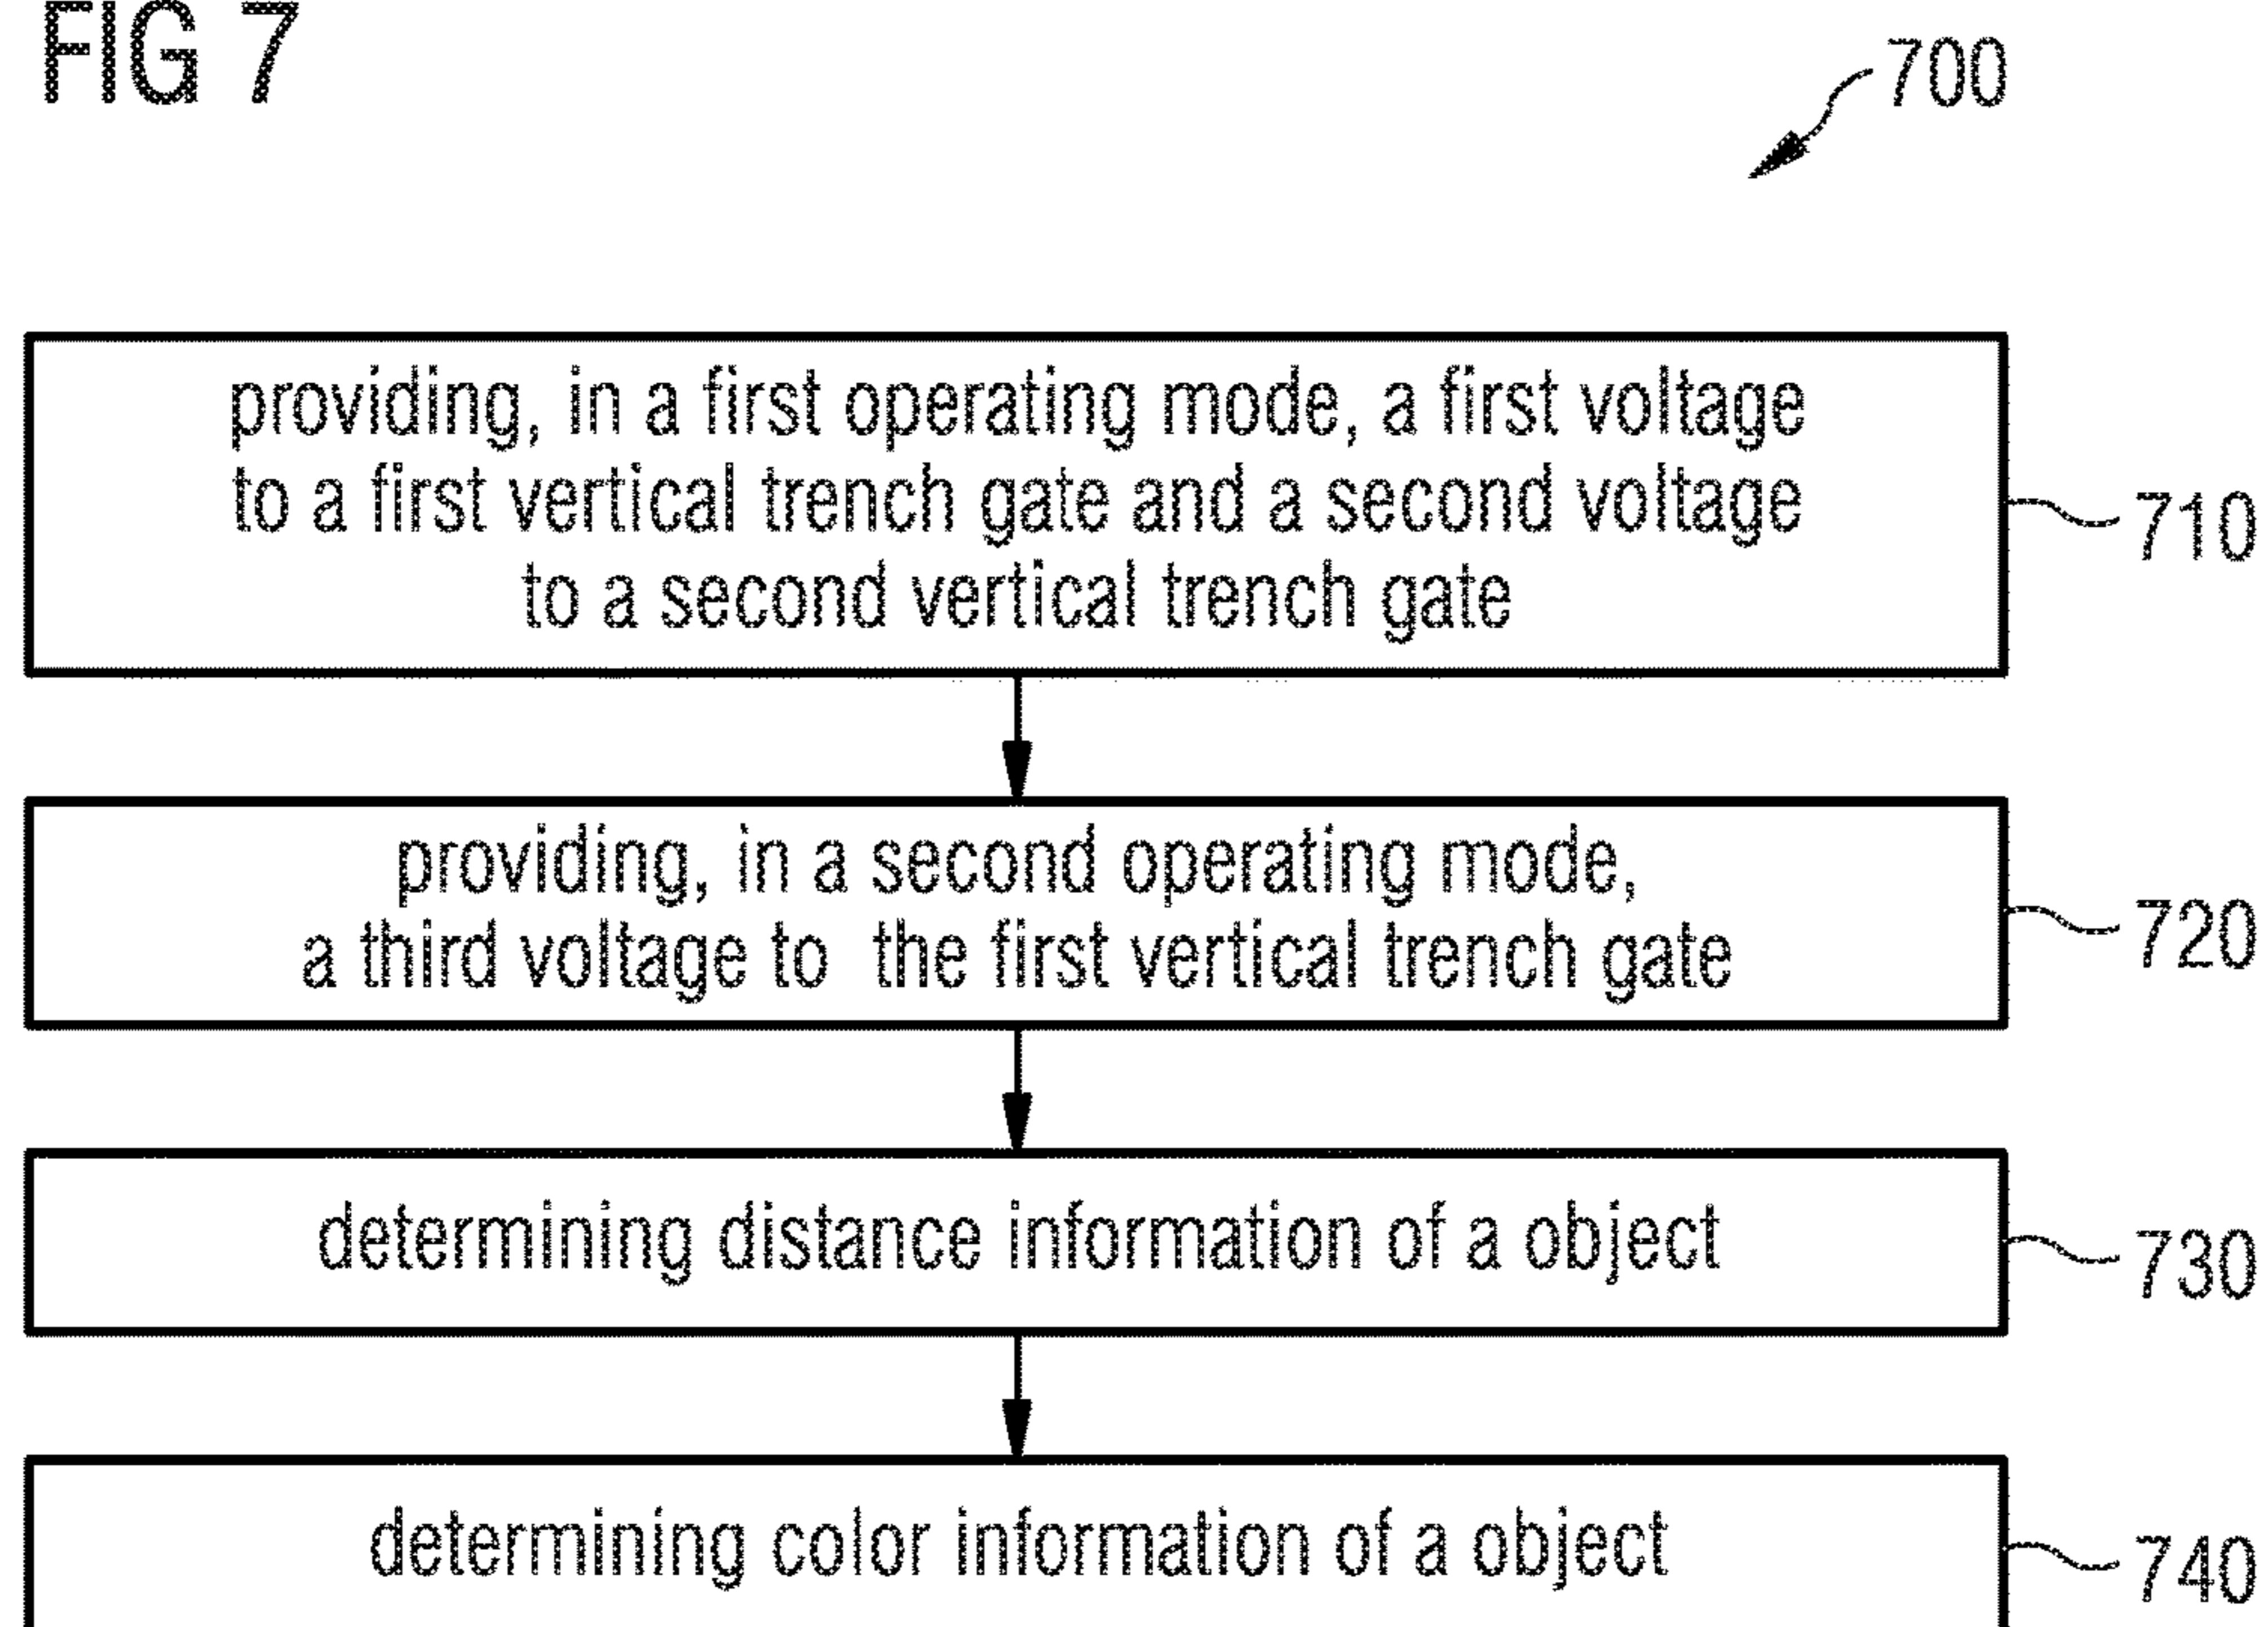 FIG 7
700
providing, in a first operating mode, a first voltage
to a first vertical trench gate and a second voltage
to a second vertical trench gate
710
providing, in a second operating mode,
a third voltage to the first vertical trench gate
720
determining distance information of a object
730
determining color information of a object
740